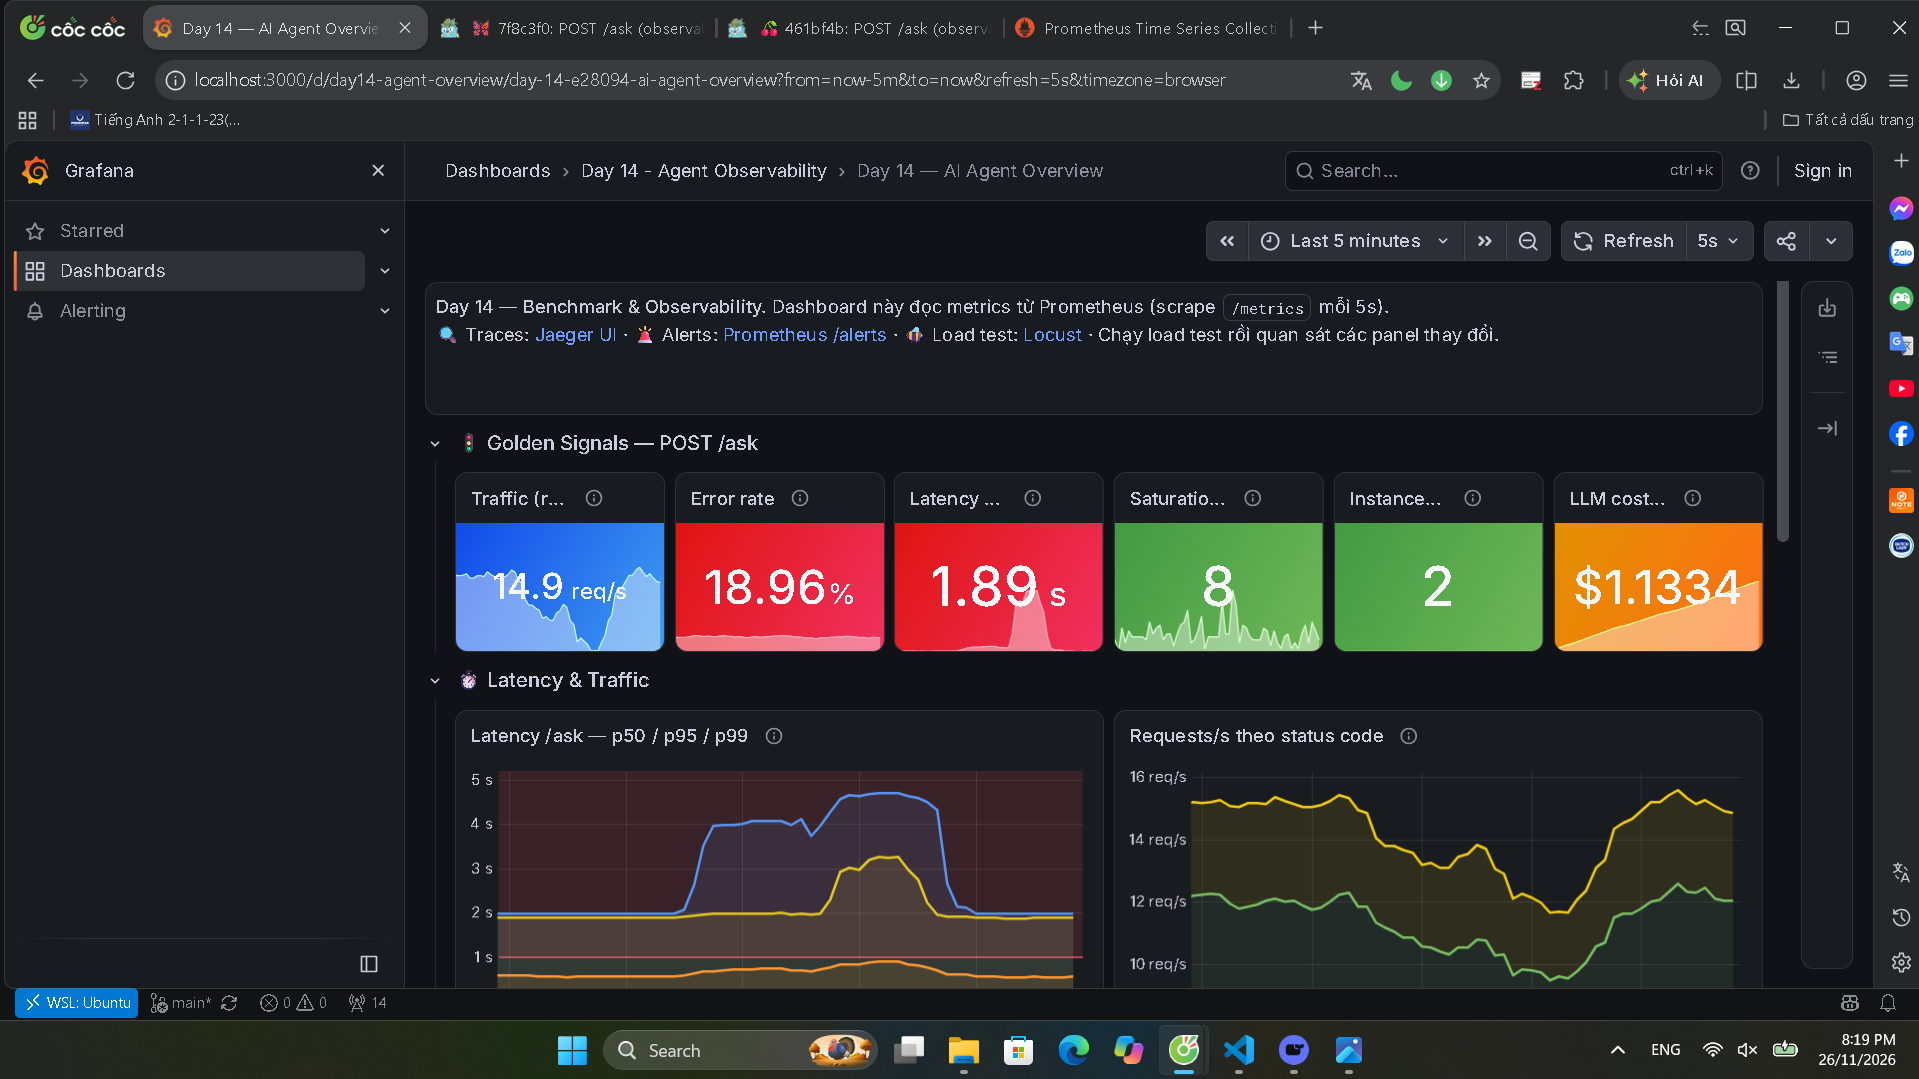 cốc cốc
Day 14 — AI Agent Overvie
7f8c3f0: POST /ask (observa
461bf4b: POST /ask (observa
Prometheus Time Series Collecti
localhost:3000/d/day14-agent-overview/day-14-e28094-ai-agent-overview?from=now-5m&to=now&refresh=5s&timezone=browser
Hỏi AI
Tiếng Anh 2-1-1-23(...
Tất cả dấu trang
Grafana
Dashboards › Day 14 - Agent Observability › Day 14 — AI Agent Overview
Search...
ctrl+k
Sign in
Starred
Dashboards
Alerting
Last 5 minutes
Refresh
5s
Day 14 — Benchmark & Observability. Dashboard này đọc metrics từ Prometheus (scrape /metrics mỗi 5s).
Traces: Jaeger UI · Alerts: Prometheus /alerts · Load test: Locust · Chạy load test rồi quan sát các panel thay đổi.
Golden Signals — POST /ask
Traffic (r...
Error rate
Latency ...
Saturatio...
Instance...
LLM cost...
14.9 req/s
18.96%
1.89 s
8
2
$1.1334
Latency & Traffic
Latency /ask — p50 / p95 / p99
5 s
4 s
3 s
2 s
1 s
Requests/s theo status code
16 req/s
14 req/s
12 req/s
10 req/s
Zalo
NOTE
WSL: Ubuntu
main*
0
0
14
Search
ENG
8:19 PM
26/11/2026